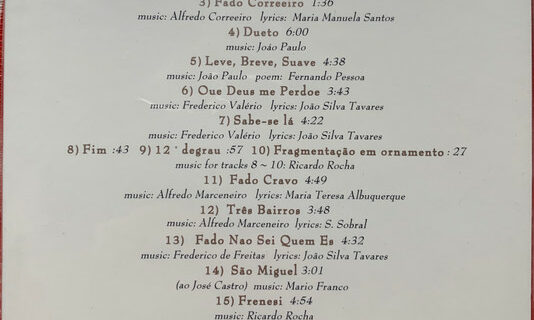 3) Fado Correeiro 1:36
music: Alfredo Correeiro lyrics: Maria Manuela Santos
4) Dueto 6:00
music: João Paulo
5) Leve, Breve, Suave 4:38
music: João Paulo poem: Fernando Pessoa
6) Que Deus me Perdoe 3:43
music: Frederico Valério lyrics: João Silva Tavares
7) Sabe-se lá 4:22
music: Frederico Valério lyrics: João Silva Tavares
8) Fim :43 9) 12 ° degrau :57 10) Fragmentação em ornamento : 27
music for tracks 8 ~ 10: Ricardo Rocha
11) Fado Cravo 4:49
music: Alfredo Marceneiro lyrics: Maria Teresa Albuquerque
12) Três Bairros 3:48
music: Alfredo Marceneiro lyrics: S. Sobral
13) Fado Nao Sei Quem Es 4:32
music: Frederico de Freitas lyrics: João Silva Tavares
14) São Miguel 3:01
(ao José Castro) music: Mario Franco
15) Frenesi 4:54
music: Ricardo Rocha